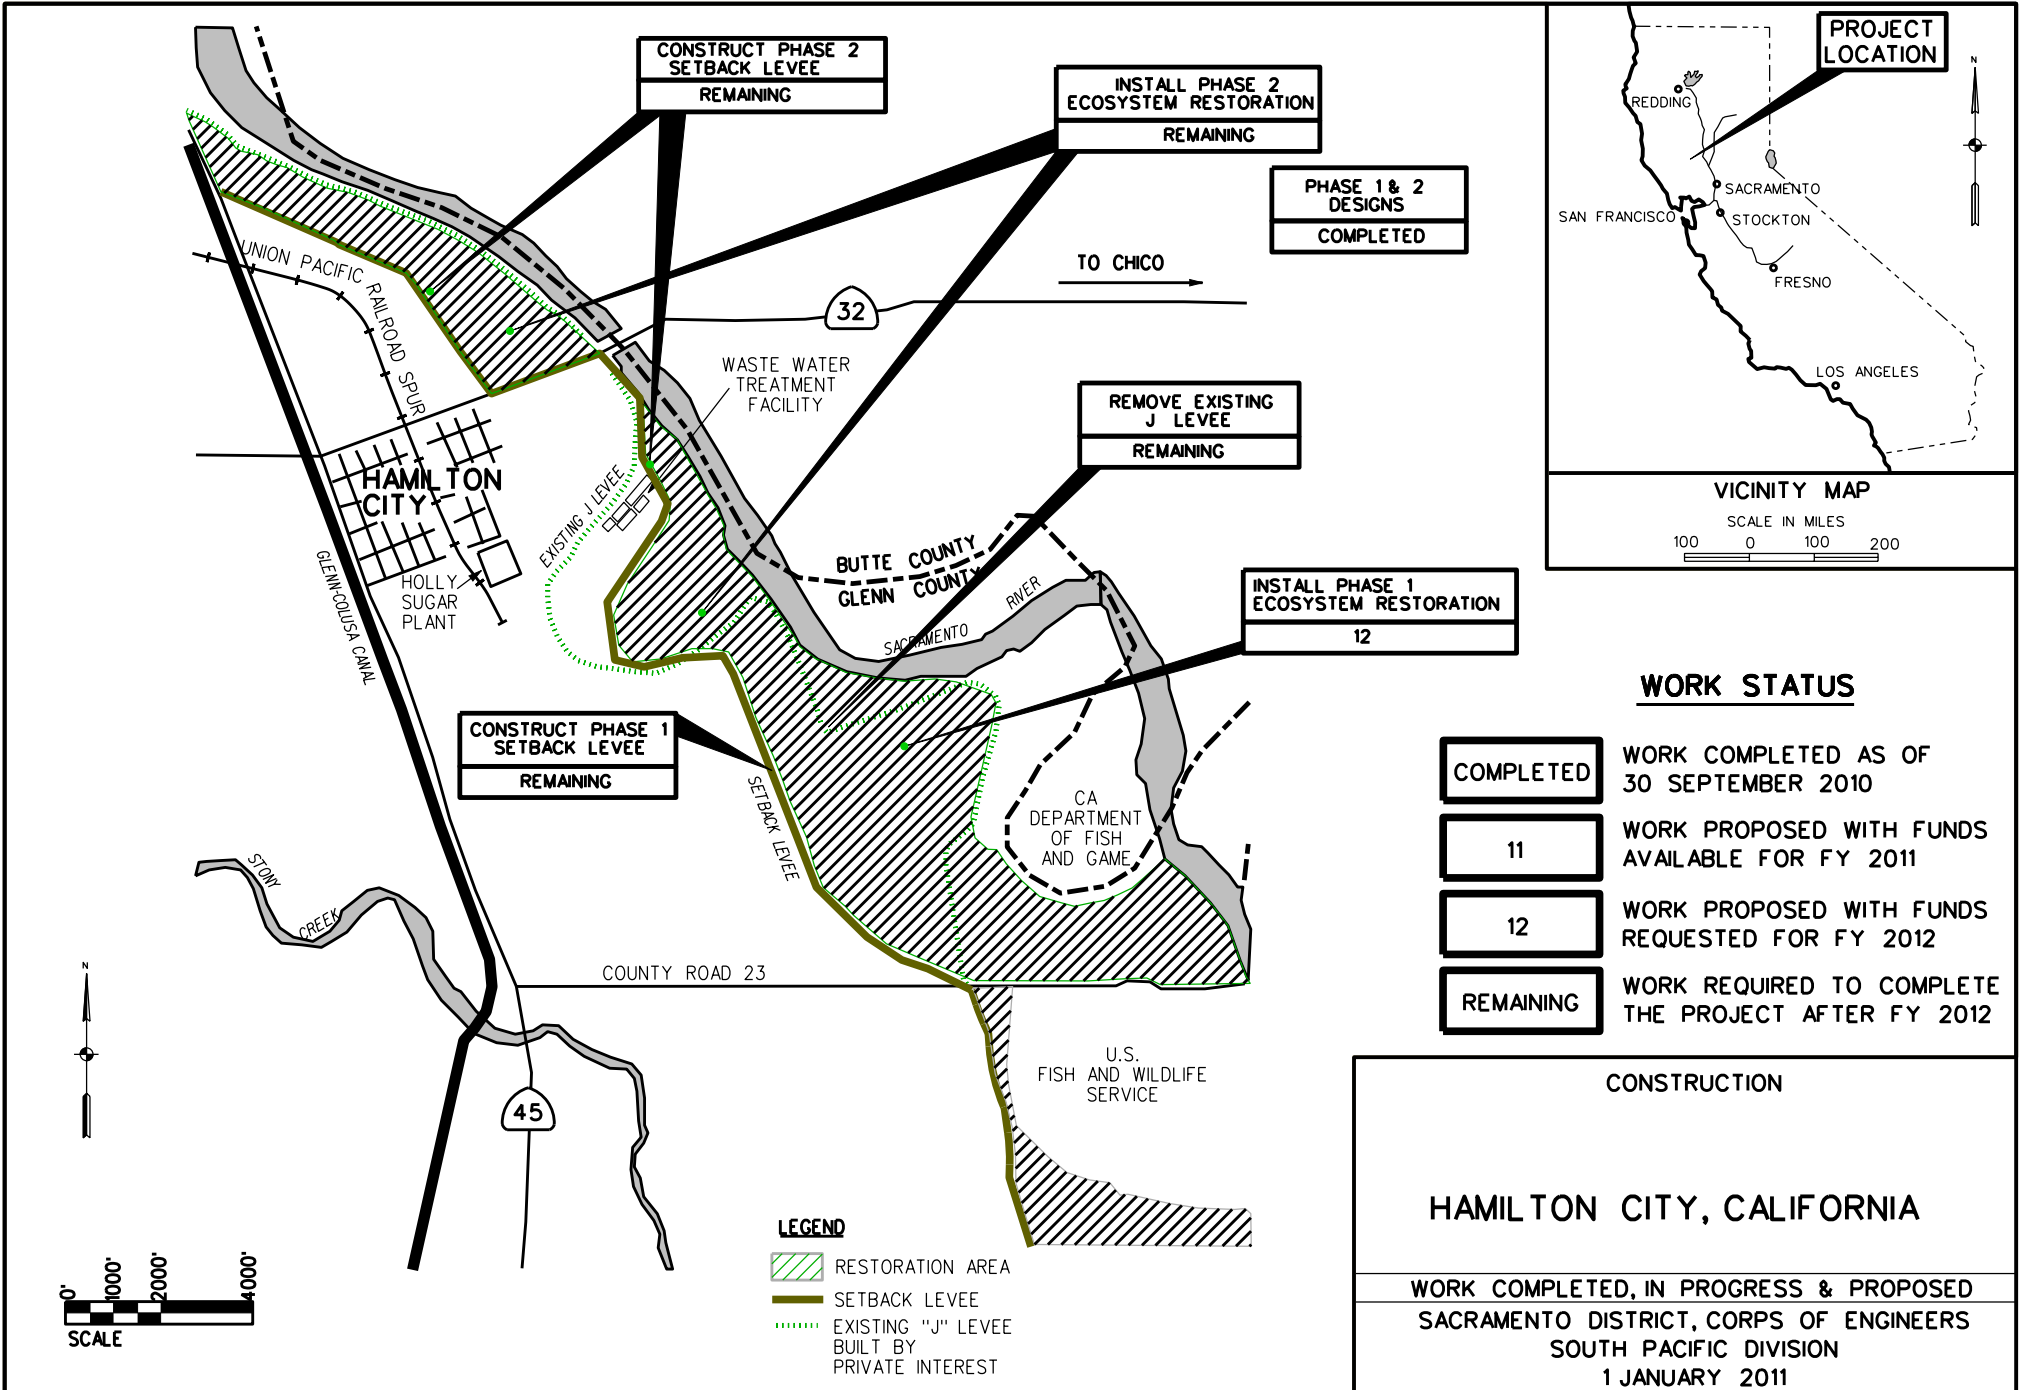 CONSTRUCT PHASE 2
SETBACK LEVEE
REMAINING
INSTALL PHASE 2
ECOSYSTEM RESTORATION
REMAINING
PHASE 1 & 2
DESIGNS
COMPLETED
PROJECT
LOCATION
N
REDDING
SACRAMENTO
SAN FRANCISCO
STOCKTON
FRESNO
LOS ANGELES
VICINITY MAP
SCALE IN MILES
100 0 100 200
UNION PACIFIC RAILROAD SPUR
TO CHICO
32
WASTE WATER
TREATMENT
FACILITY
REMOVE EXISTING
J LEVEE
REMAINING
HAMILTON
CITY
EXISTING J LEVEE
GLENN-COLUSA CANAL
HOLLY
SUGAR
PLANT
BUTTE COUNTY
GLENN COUNTY
SACRAMENTO RIVER
INSTALL PHASE 1
ECOSYSTEM RESTORATION
12
CONSTRUCT PHASE 1
SETBACK LEVEE
REMAINING
SETBACK LEVEE
CA
DEPARTMENT
OF FISH
AND GAME
WORK STATUS
COMPLETED
WORK COMPLETED AS OF
30 SEPTEMBER 2010
11
WORK PROPOSED WITH FUNDS
AVAILABLE FOR FY 2011
12
WORK PROPOSED WITH FUNDS
REQUESTED FOR FY 2012
REMAINING
WORK REQUIRED TO COMPLETE
THE PROJECT AFTER FY 2012
STONY
CREEK
COUNTY ROAD 23
N
45
U.S.
FISH AND WILDLIFE
SERVICE
0' 1000' 2000' 4000'
SCALE
LEGEND
RESTORATION AREA
SETBACK LEVEE
EXISTING "J" LEVEE
BUILT BY
PRIVATE INTEREST
CONSTRUCTION
HAMILTON CITY, CALIFORNIA
WORK COMPLETED, IN PROGRESS & PROPOSED
SACRAMENTO DISTRICT, CORPS OF ENGINEERS
SOUTH PACIFIC DIVISION
1 JANUARY 2011